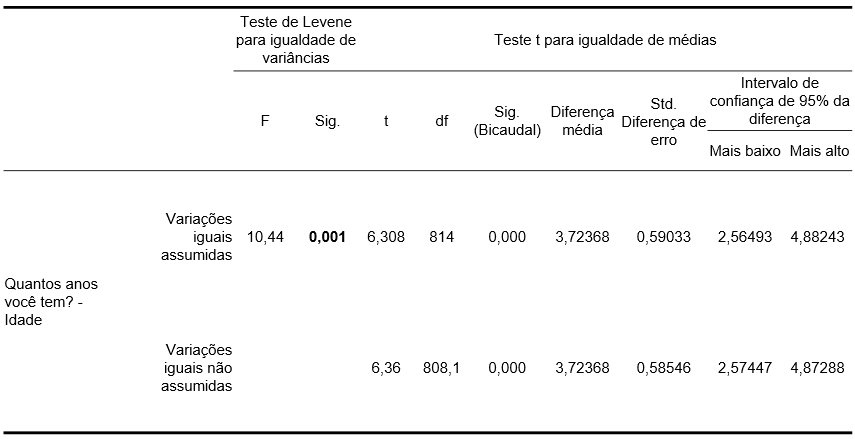 Teste de Levene
para igualdade de
variâncias
Teste t para igualdade de médias
F
Sig.
t
df
Sig.
(Bicaudal)
Diferença
média
Std.
Diferença de
erro
Intervalo de
confiança de 95% da
diferença
Mais baixo Mais alto
Quantos anos
você tem? -
Idade
Variações
iguais
assumidas
10,44 0,001 6,308 814 0,000 3,72368 0,59033 2,56493 4,88243
Variações
iguais não
assumidas
6,36 808,1 0,000 3,72368 0,58546 2,57447 4,87288